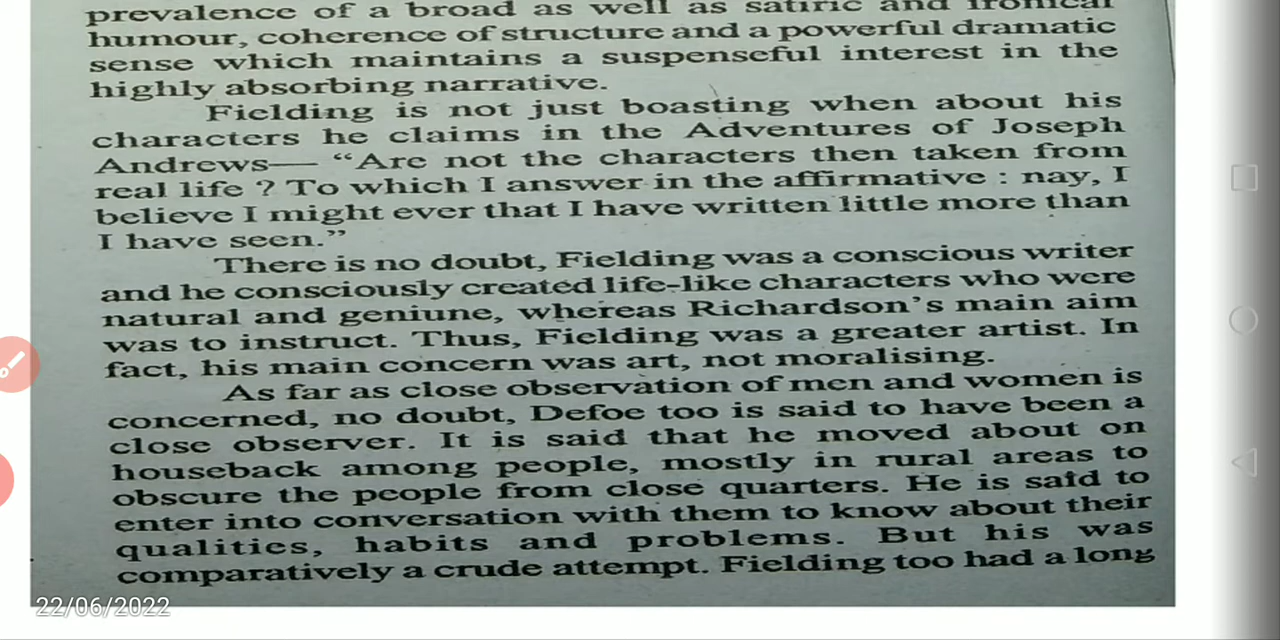 prevalence of a broad as well as satiric and ironical
humour, coherence of structure and a powerful dramatic
sense which maintains a suspenseful interest in the
highly absorbing narrative.
Fielding is not just boasting when about his
characters he claims in the Adventures of Joseph
Andrews— “Are not the characters then taken from
real life ? To which I answer in the affirmative : nay, I
believe I might ever that I have written little more than
I have seen.”
There is no doubt, Fielding was a conscious writer
and he consciously created life-like characters who were
natural and geniune, whereas Richardson’s main aim
was to instruct. Thus, Fielding was a greater artist. In
fact, his main concern was art, not moralising.
As far as close observation of men and women is
concerned, no doubt, Defoe too is said to have been a
close observer. It is said that he moved about on
houseback among people, mostly in rural areas to
obscure the people from close quarters. He is said to
enter into conversation with them to know about their
qualities, habits and problems. But his was
comparatively a crude attempt. Fielding too had a long
22/06/2022